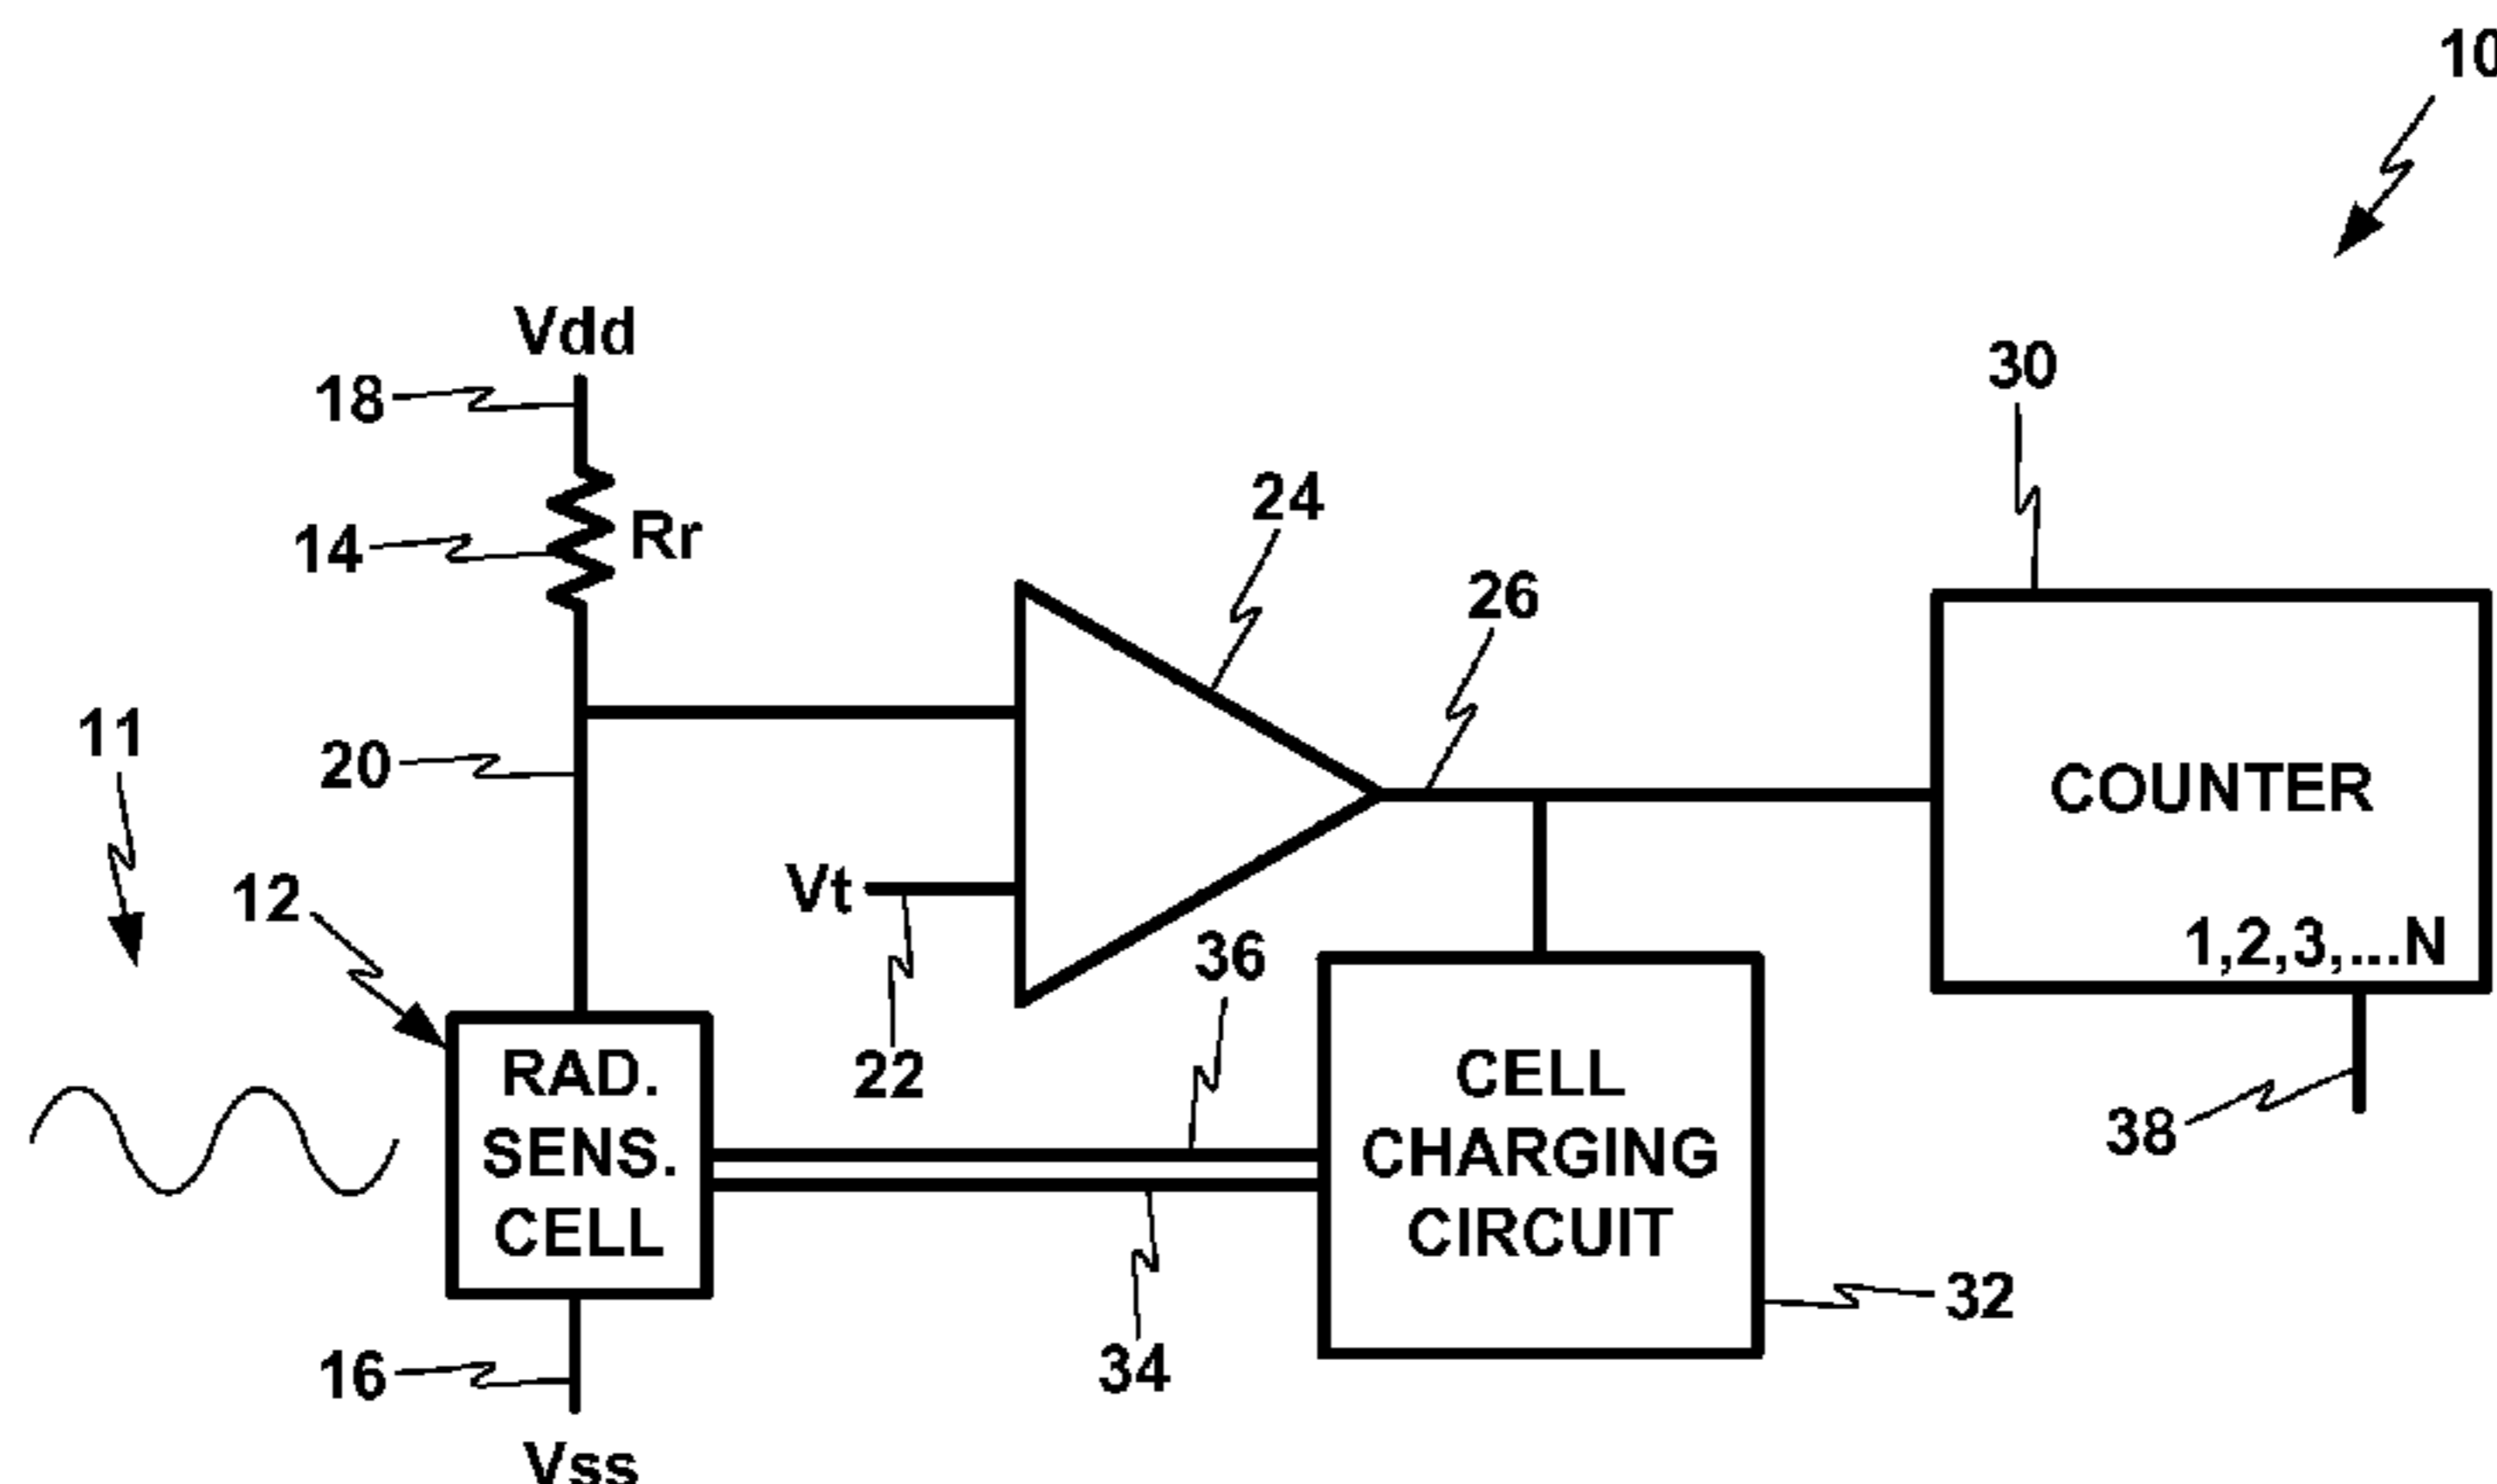 10
Vdd
18
30
14
Rr
24
26
11
20
COUNTER
Vt
12
1,2,3,...N
36
22
RAD.
SENS.
CELL
CELL
CHARGING
CIRCUIT
38
32
34
16
Vss